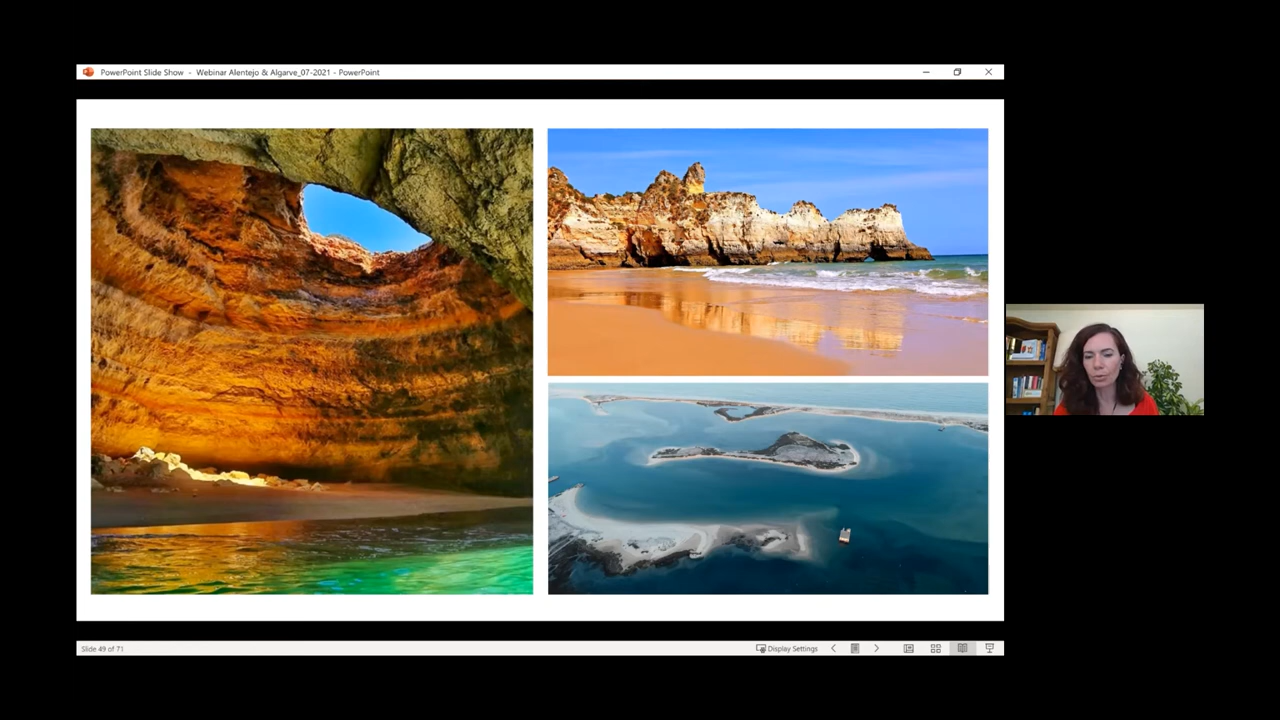 PowerPoint Slide Show - Webinar Alentejo & Algarve_07-2021 - PowerPoint
Slide 49 of 71
Display Settings